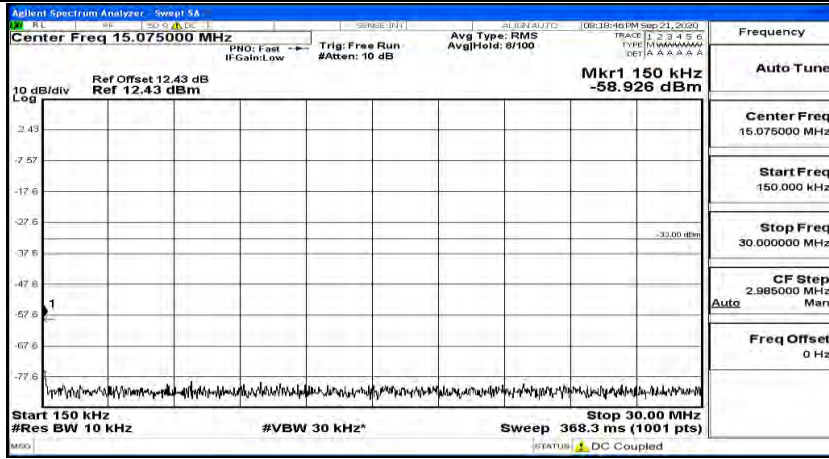 Agilent Spectrum Analyzer - Swept SA
RL RF 50 Ω DC SENSE:INT ALIGN AUTO 08:18:46 PM Sep 21, 2020
Center Freq 15.075000 MHz
PNO: Fast
IFGain:Low
Trig: Free Run
#Atten: 10 dB
Avg Type: RMS
Avg|Hold: 8/100
TRACE 1 2 3 4 5 6
TYPE MWWWWW
DET A A A A A A
Ref Offset 12.43 dB
Ref 12.43 dBm
10 dB/div
Log
Mkr1 150 kHz
-58.926 dBm
2.43
-7.57
-17.6
-27.6
-33.00 dBm
-37.6
-47.6
1
-57.6
-67.6
-77.6
Start 150 kHz
Stop 30.00 MHz
#Res BW 10 kHz
#VBW 30 kHz*
Sweep 368.3 ms (1001 pts)
MSG
STATUS
DC Coupled
Frequency
Auto Tune
Center Freq
15.075000 MHz
Start Freq
150.000 kHz
Stop Freq
30.000000 MHz
CF Step
2.985000 MHz
Auto Man
Freq Offset
0 Hz